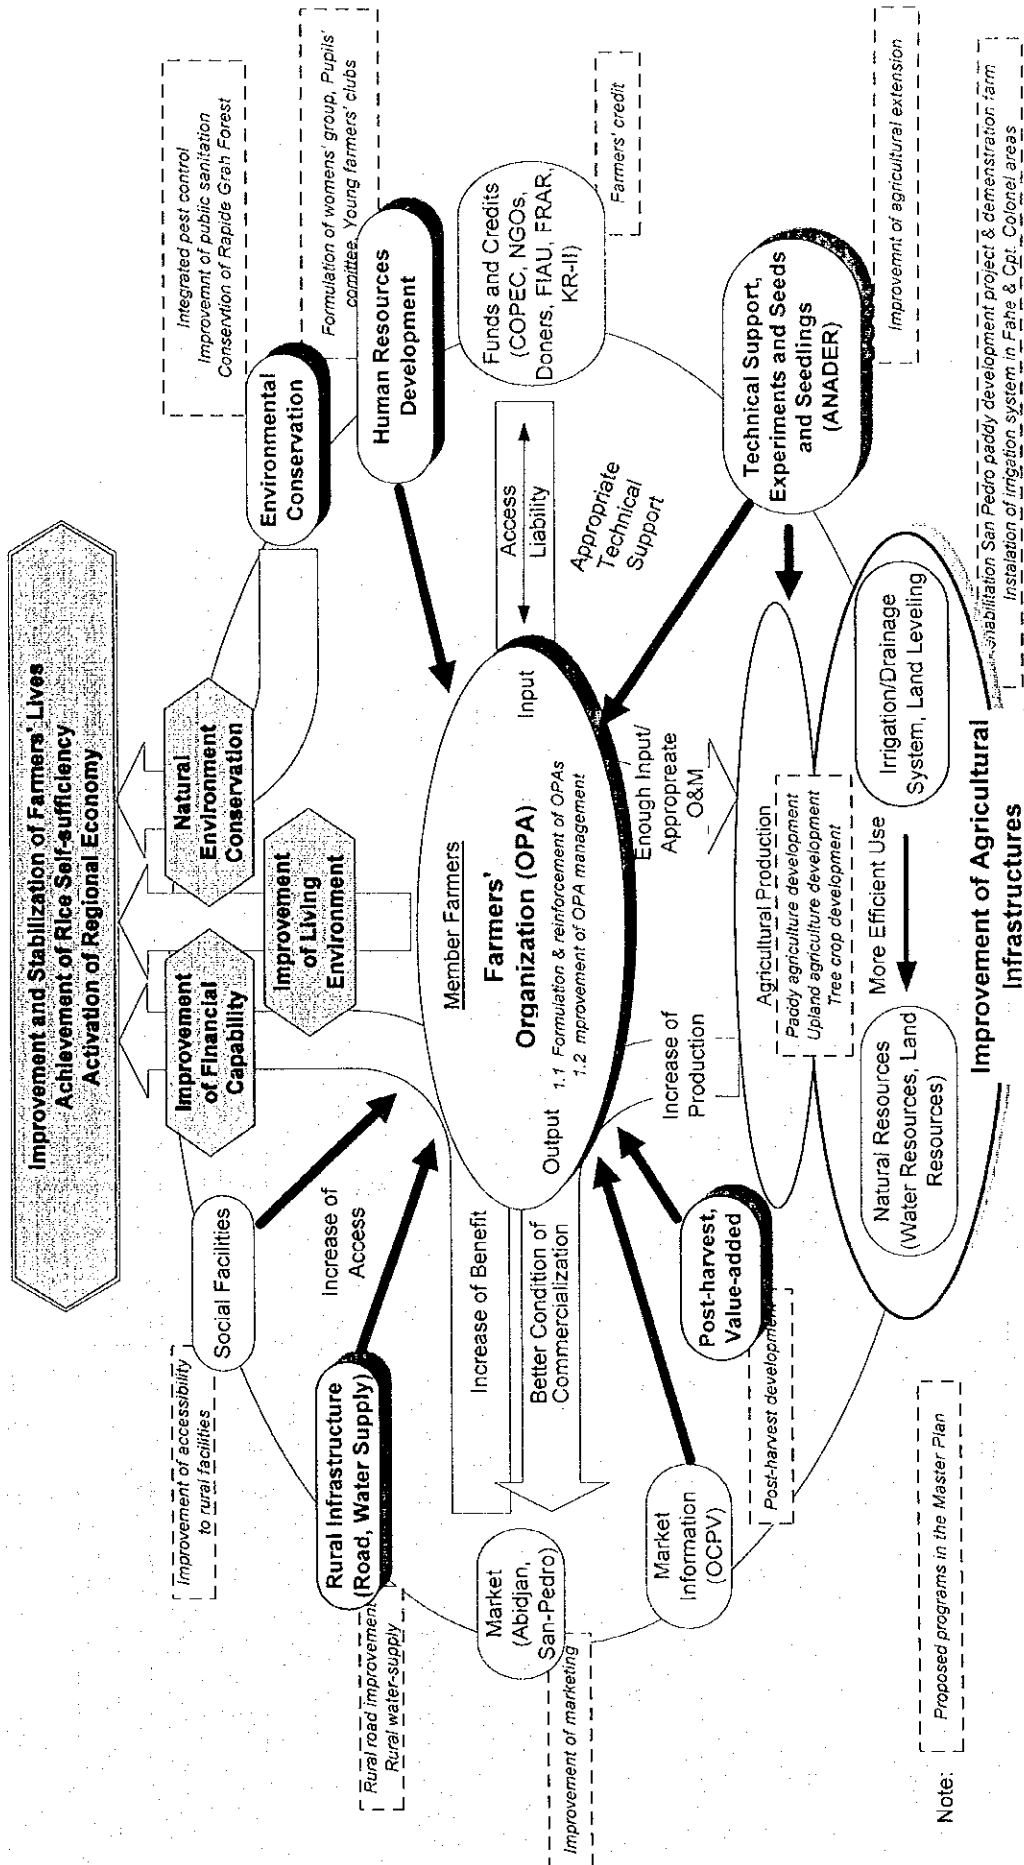 Improvement and Stabilization of Farmers' Lives
Achievement of Rice Self-sufficiency
Activation of Regional Economy
Improvement
of Financial
Capability
Natural
Environment
Conservation
Improvement
of Living
Environment
Improvement of accessibility
to rural facilities
Social Facilities
Integrated pest control
Improvemnt of public sanitation
Conservtion of Rapide Grah Forest
Environmental
Conservation
Formulation of womens' group, Pupils'
comittee, Young farmers' clubs
Human Resources
Development
Rural road improvement
Rural water-supply
Rural Infrastructure
(Road, Water Supply)
Increase of
Access
Increase of Benefit
Better Condition of
Commercialization
Market
(Abidjan,
San-Pedro)
Improvement of marketing
Market
Information
(OCPV)
Member Farmers
Farmers'
Organization (OPA)
Output
Input
1.1 Formulation & reinforcement of OPAs
1.2 mprovement of OPA management
Access
Liability
Funds and Credits
(COPEC, NGOs,
Doners, FIAU, FRAR,
KR-II)
Farmers' credit
Appropriate
Technical
Support
Technical Support,
Experiments and Seeds
and Seedlings
(ANADER)
Improvemnt of agricultural extension
Post-harvest,
Value-added
Post-harvest development
Increase of
Production
Enough Input/
Appropreate
O&M
Agricultural Production
Paddy agriculture development
Upland agriculture development
Tree crop development
Natural Resources
(Water Resources, Land
Resources)
More Efficient Use
Irrigation/Drainage
System, Land Leveling
Improvement of Agricultural
Infrastructures
San Pedro paddy development project & demenstration farm
Instalation of irrigation system in Fahe & Cpt. Colonel areas
Note:
Proposed programs in the Master Plan